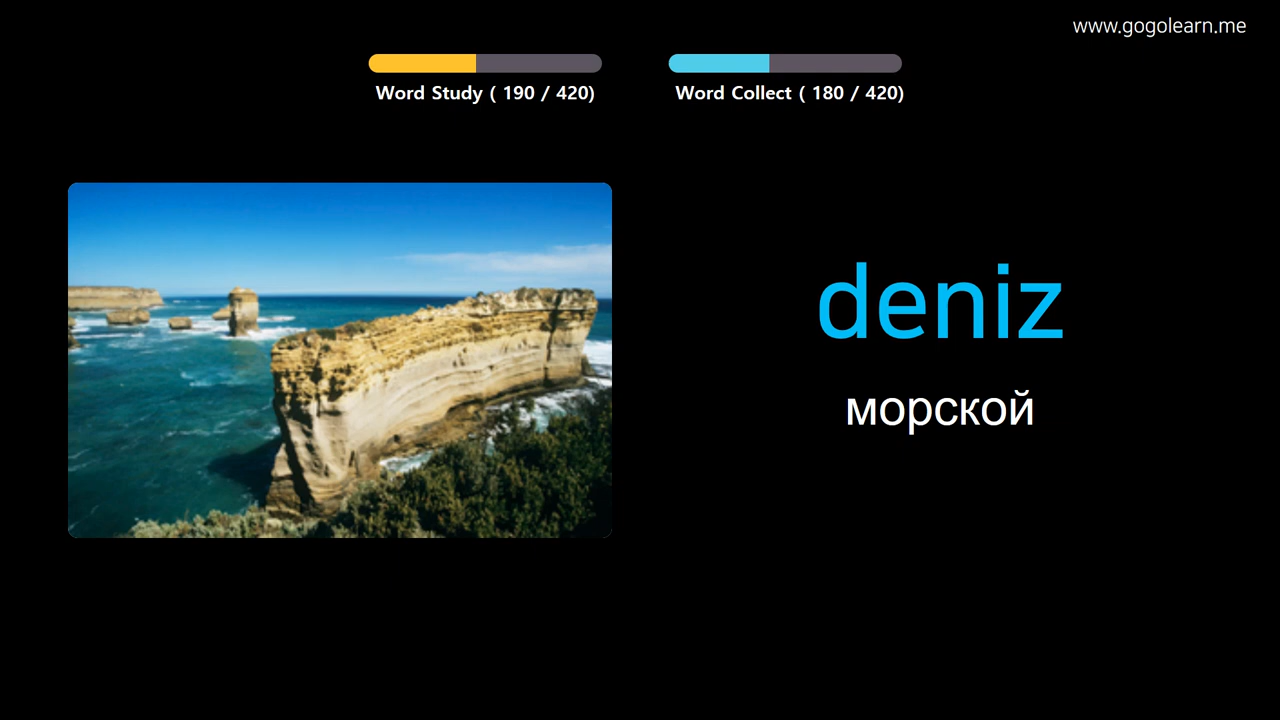 www.gogolearn.me
Word Study ( 190 / 420)
Word Collect ( 180 / 420)
deniz
морской